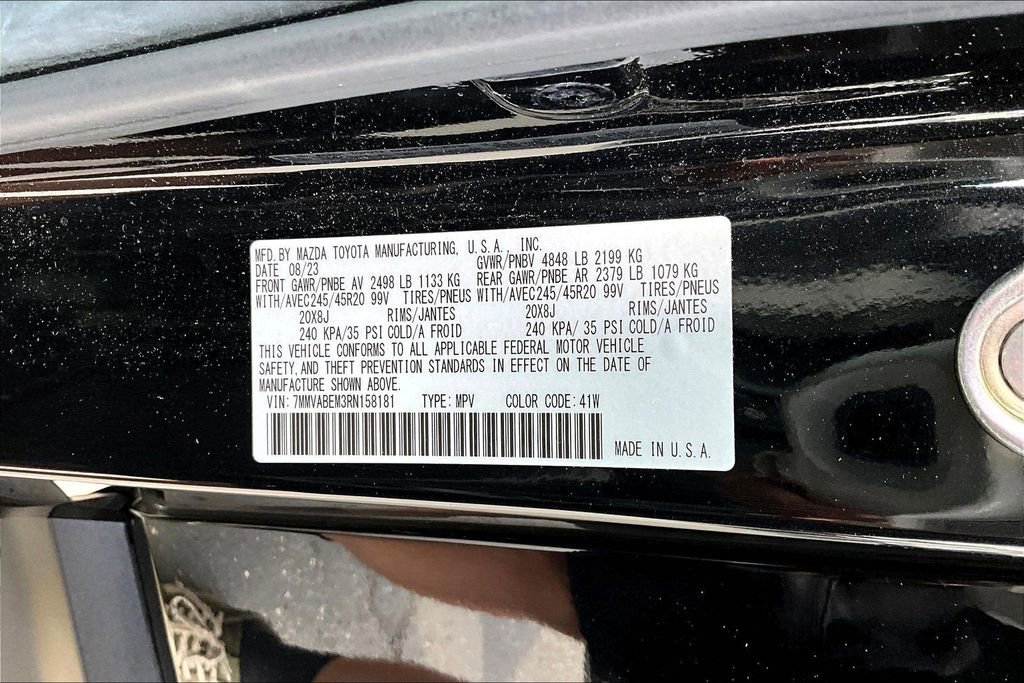 MFD. BY MAZDA TOYOTA MANUFACTURING, U.S.A., INC.
DATE 08/23 GVWR/PNBV 4848 LB 2199 KG
FRONT GAWR/PNBE AV 2498 LB 1133 KG REAR GAWR/PNBE AR 2379 LB 1079 KG
WITH/AVEC245/45R20 99V TIRES/PNEUS WITH/AVEC245/45R20 99V TIRES/PNEUS
20X8J RIMS/JANTES 20X8J RIMS/JANTES
240 KPA/35 PSI COLD/A FROID 240 KPA/ 35 PSI COLD/A FROID
THIS VEHICLE CONFORMS TO ALL APPLICABLE FEDERAL MOTOR VEHICLE
SAFETY, AND THEFT PREVENTION STANDARDS IN EFFECT ON THE DATE OF
MANUFACTURE SHOWN ABOVE.
VIN: 7MMVABEM3RN158181 TYPE: MPV COLOR CODE: 41W
MADE IN U.S.A.